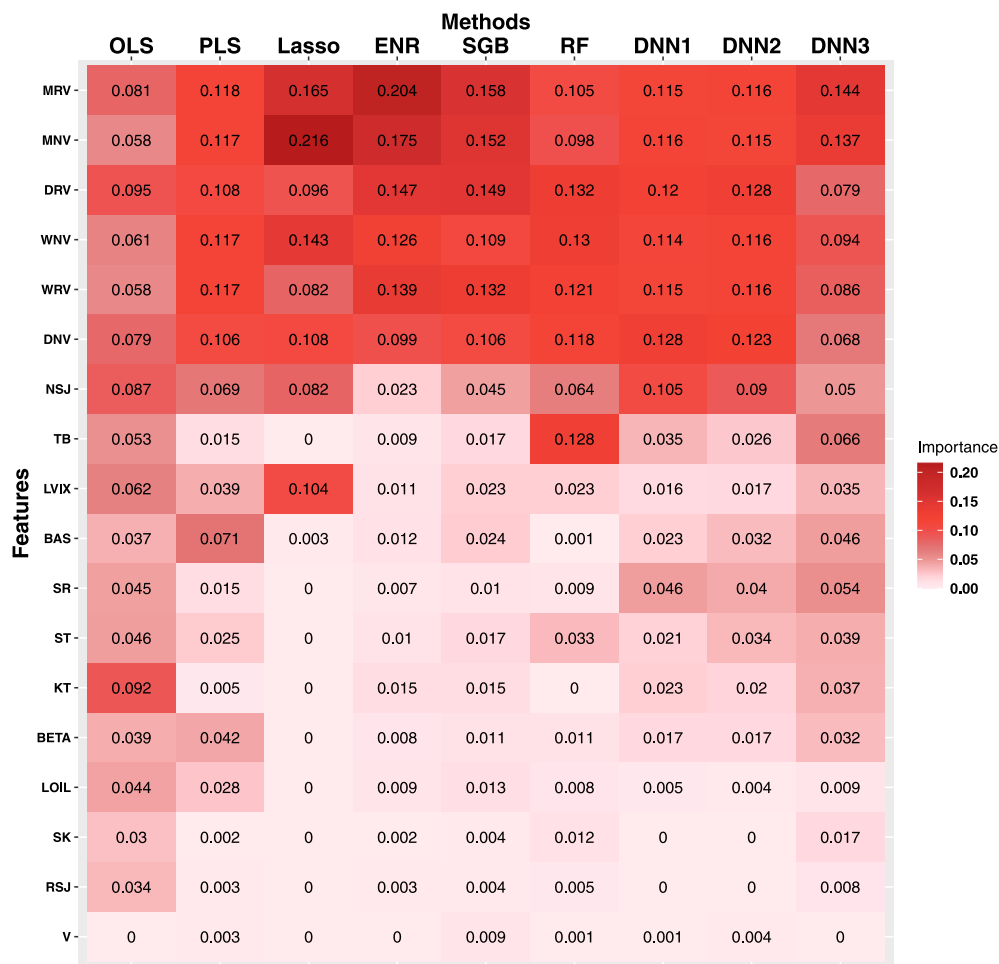 Methods
OLS PLS Lasso ENR SGB RF DNN1 DNN2 DNN3
MRV 0.081 0.118 0.165 0.204 0.158 0.105 0.115 0.116 0.144
MNV 0.058 0.117 0.216 0.175 0.152 0.098 0.116 0.115 0.137
DRV 0.095 0.108 0.096 0.147 0.149 0.132 0.12 0.128 0.079
WNV 0.061 0.117 0.143 0.126 0.109 0.13 0.114 0.116 0.094
WRV 0.058 0.117 0.082 0.139 0.132 0.121 0.115 0.116 0.086
DNV 0.079 0.106 0.108 0.099 0.106 0.118 0.128 0.123 0.068
NSJ 0.087 0.069 0.082 0.023 0.045 0.064 0.105 0.09 0.05
TB 0.053 0.015 0 0.009 0.017 0.128 0.035 0.026 0.066
LVIX 0.062 0.039 0.104 0.011 0.023 0.023 0.016 0.017 0.035
BAS 0.037 0.071 0.003 0.012 0.024 0.001 0.023 0.032 0.046
SR 0.045 0.015 0 0.007 0.01 0.009 0.046 0.04 0.054
ST 0.046 0.025 0 0.01 0.017 0.033 0.021 0.034 0.039
KT 0.092 0.005 0 0.015 0.015 0 0.023 0.02 0.037
BETA 0.039 0.042 0 0.008 0.011 0.011 0.017 0.017 0.032
LOIL 0.044 0.028 0 0.009 0.013 0.008 0.005 0.004 0.009
SK 0.03 0.002 0 0.002 0.004 0.012 0 0 0.017
RSJ 0.034 0.003 0 0.003 0.004 0.005 0 0 0.008
V 0 0.003 0 0 0.009 0.001 0.001 0.004 0
Features
Importance
0.20
0.15
0.10
0.05
0.00